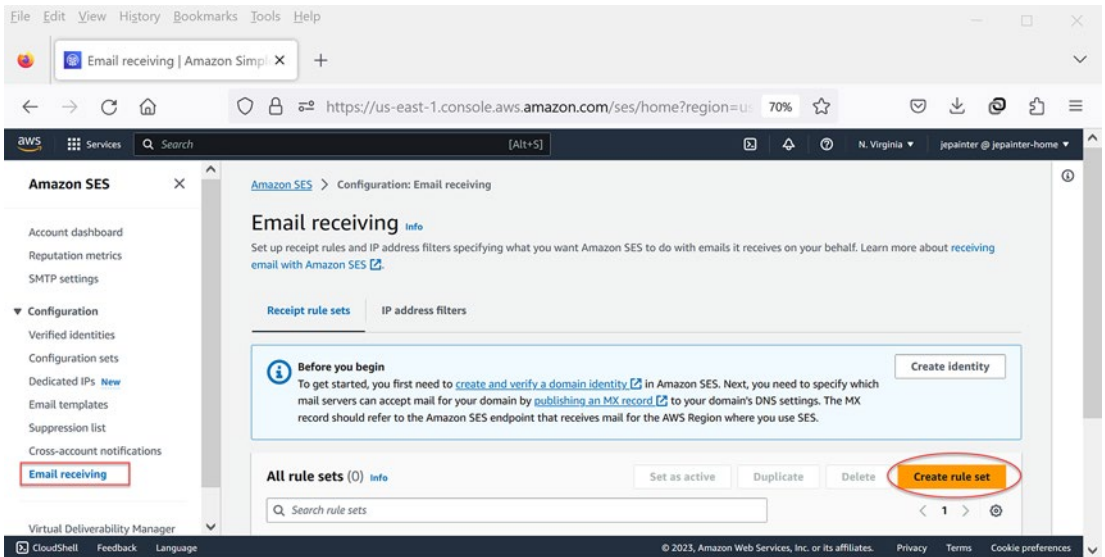 File Edit View History Bookmarks Tools Help
Email receiving | Amazon Simpl
https://us-east-1.console.aws.amazon.com/ses/home?region=us 70%
aws Services Search [Alt+S] N. Virginia jepainter @ jepainter-home
Amazon SES
Account dashboard
Reputation metrics
SMTP settings
Configuration
Verified identities
Configuration sets
Dedicated IPs New
Email templates
Suppression list
Cross-account notifications
Email receiving
Virtual Deliverability Manager
Amazon SES > Configuration: Email receiving
Email receiving Info
Set up receipt rules and IP address filters specifying what you want Amazon SES to do with emails it receives on your behalf. Learn more about receiving
email with Amazon SES.
Receipt rule sets IP address filters
Before you begin
To get started, you first need to create and verify a domain identity in Amazon SES. Next, you need to specify which
mail servers can accept mail for your domain by publishing an MX record to your domain's DNS settings. The MX
record should refer to the Amazon SES endpoint that receives mail for the AWS Region where you use SES.
Create identity
All rule sets (0) Info Set as active Duplicate Delete Create rule set
Search rule sets < 1 >
CloudShell Feedback Language © 2023, Amazon Web Services, Inc. or its affiliates. Privacy Terms Cookie preferences